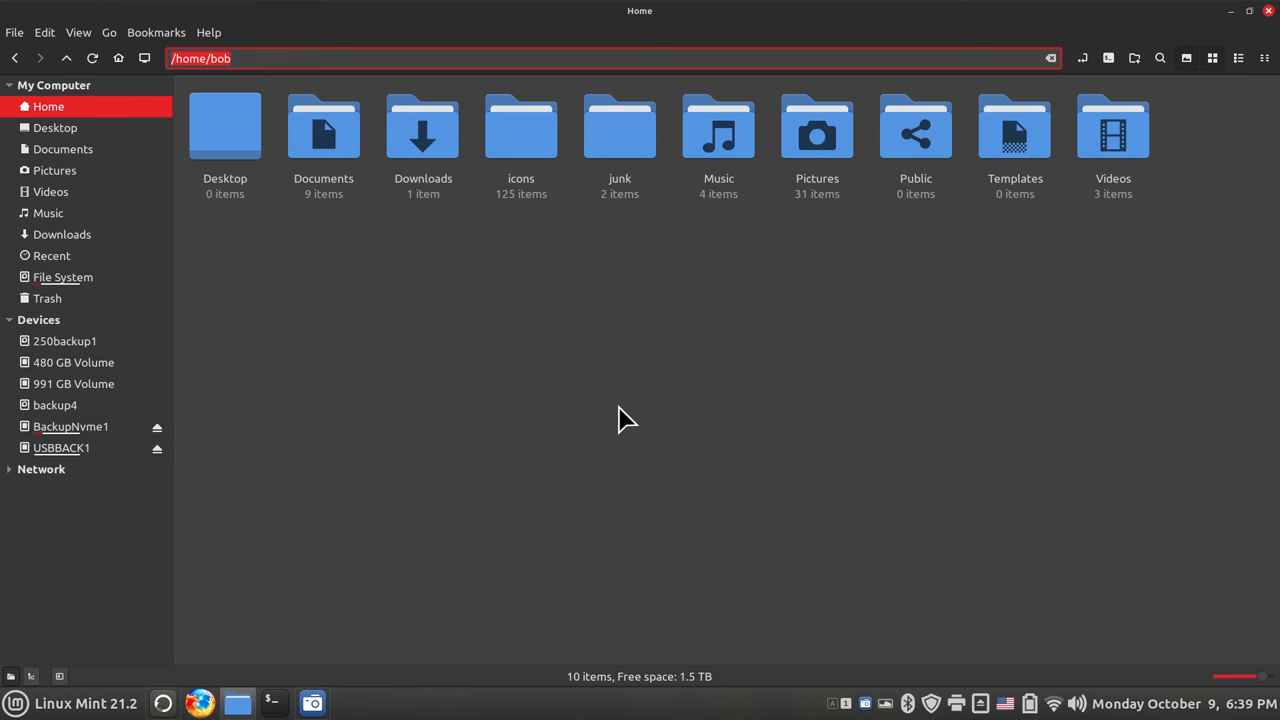 Home
File Edit View Go Bookmarks Help
/home/bob
My Computer
Home
Desktop
Documents
Pictures
Videos
Music
Downloads
Recent
File System
Trash
Devices
250backup1
480 GB Volume
991 GB Volume
backup4
BackupNvme1
USBBACK1
Network
Desktop Documents Downloads icons junk Music Pictures Public Templates Videos
0 items 9 items 1 item 125 items 2 items 4 items 31 items 0 items 0 items 3 items
10 items, Free space: 1.5 TB
Linux Mint 21.2 A 1 Monday October 9, 6:39 PM